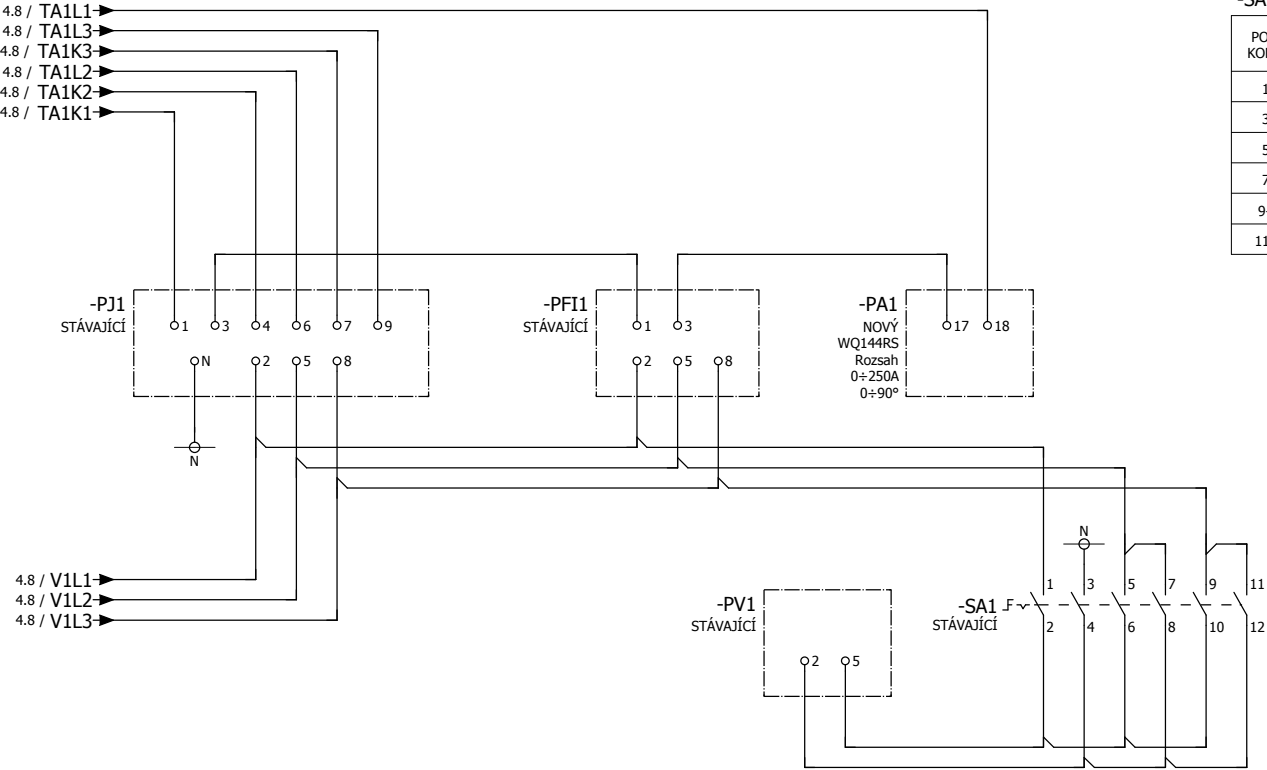 4.8 / TA1L1
4.8 / TA1L3
4.8 / TA1K3
4.8 / TA1L2
4.8 / TA1K2
4.8 / TA1K1
-PJ1
STÁVAJÍCÍ
1 3 4 6 7 9
N 2 5 8
N
-PFI1
STÁVAJÍCÍ
1 3
2 5 8
-PA1
NOVÝ
WQ144RS
Rozsah
0÷250A
0÷90°
17 18
4.8 / V1L1
4.8 / V1L2
4.8 / V1L3
-PV1
STÁVAJÍCÍ
2 5
N
-SA1
STÁVAJÍCÍ
1 3 5 7 9 11
2 4 6 8 10 12